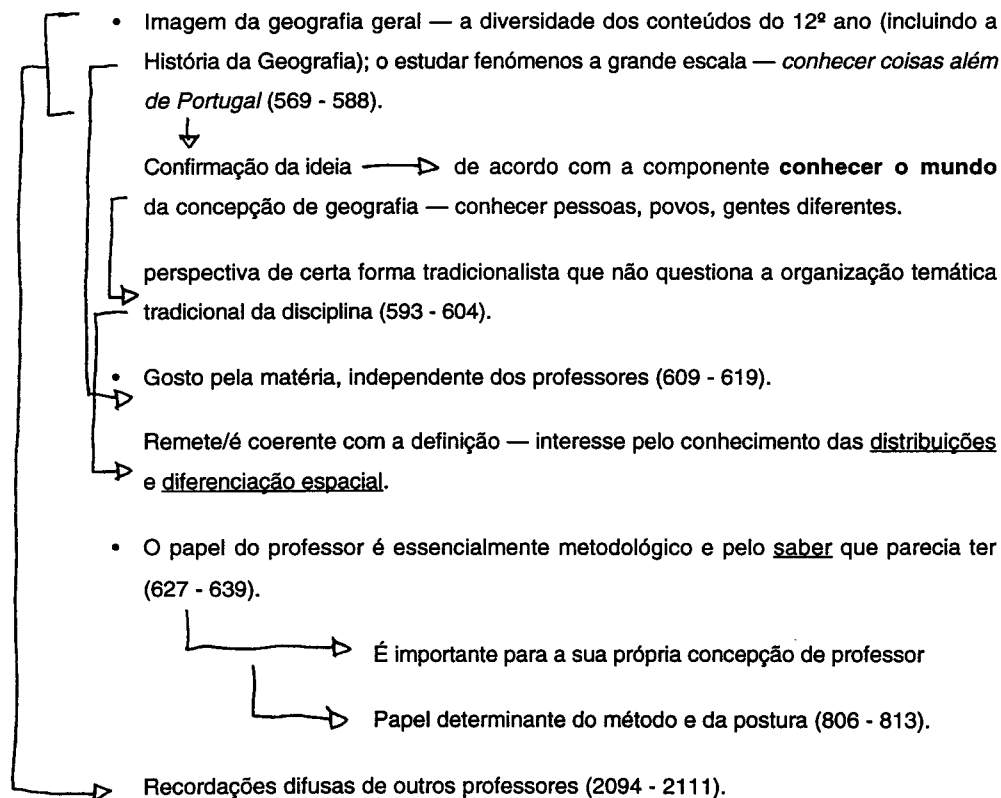 • Imagem da geografia geral — a diversidade dos conteúdos do 12º ano (incluindo a
História da Geografia); o estudar fenómenos a grande escala — conhecer coisas além
de Portugal (569 - 588).
Confirmação da ideia de acordo com a componente conhecer o mundo
da concepção de geografia — conhecer pessoas, povos, gentes diferentes.
perspectiva de certa forma tradicionalista que não questiona a organização temática
tradicional da disciplina (593 - 604).
• Gosto pela matéria, independente dos professores (609 - 619).
Remete/é coerente com a definição — interesse pelo conhecimento das distribuições
e diferenciação espacial.
• O papel do professor é essencialmente metodológico e pelo saber que parecia ter
(627 - 639).
É importante para a sua própria concepção de professor
Papel determinante do método e da postura (806 - 813).
Recordações difusas de outros professores (2094 - 2111).